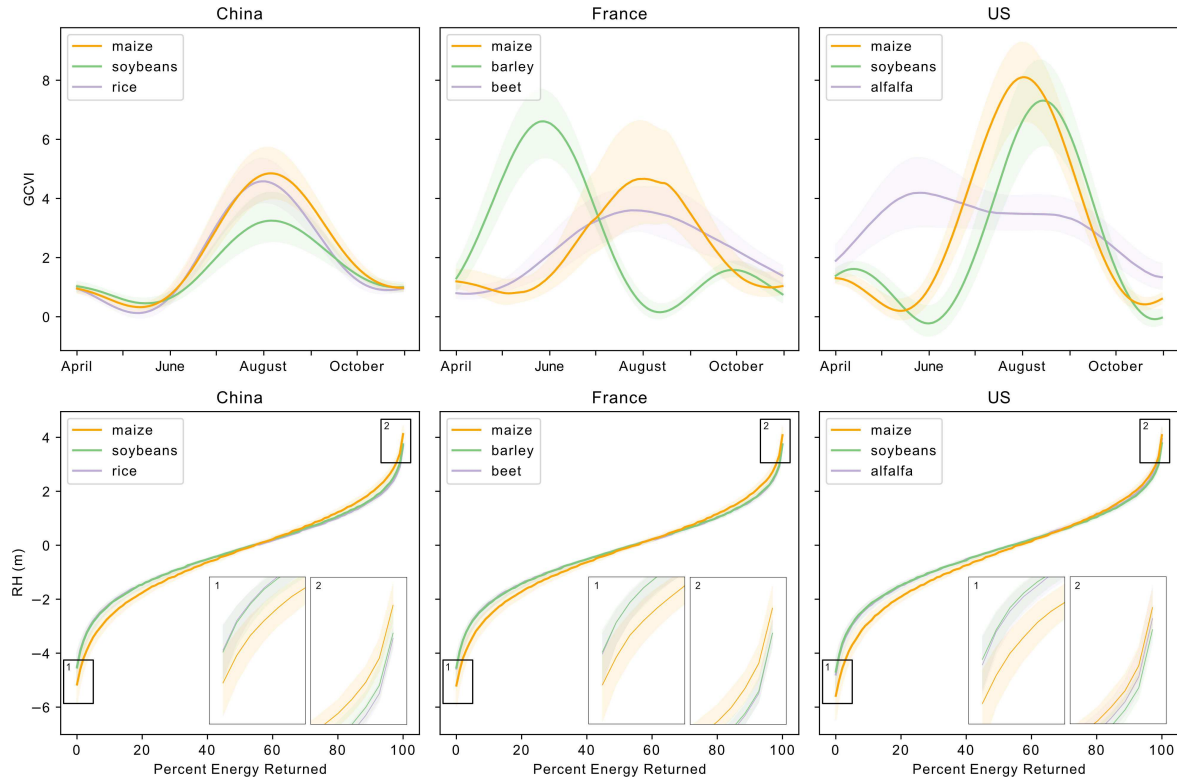 China
France
US
maize
soybeans
rice
maize
barley
beet
maize
soybeans
alfalfa
GCVI
8
6
4
2
0
April June August October
April June August October
April June August October
China
France
US
maize
soybeans
rice
maize
barley
beet
maize
soybeans
alfalfa
2
2
2
RH (m)
4
2
0
−2
−4
−6
1 2
1 2
1 2
1
1
1
0 20 40 60 80 100
0 20 40 60 80 100
0 20 40 60 80 100
Percent Energy Returned
Percent Energy Returned
Percent Energy Returned